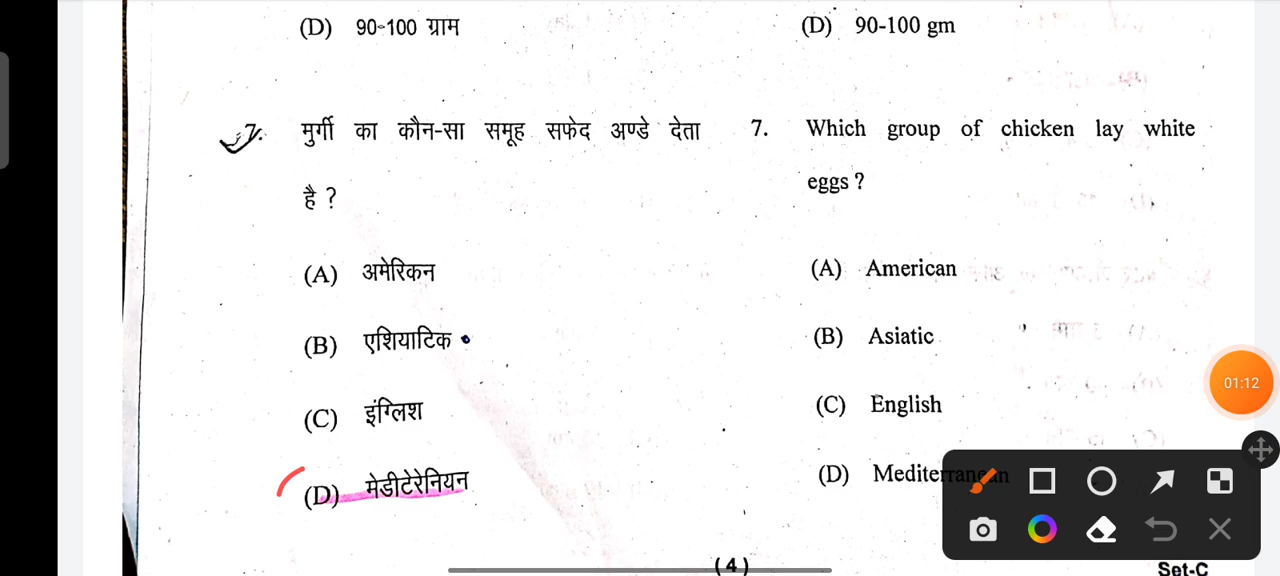 (D) 90-100 ग्राम
(D) 90-100 gm
7. मुर्गी का कौन-सा समूह सफेद अण्डे देता
है ?
(A) अमेरिकन
(B) एशियाटिक
(C) इंग्लिश
(D) मेडीटेरेनियन
7. Which group of chicken lay white
eggs ?
(A) American
(B) Asiatic
(C) English
(D) Mediterranean
01:12
(4)
Set-C